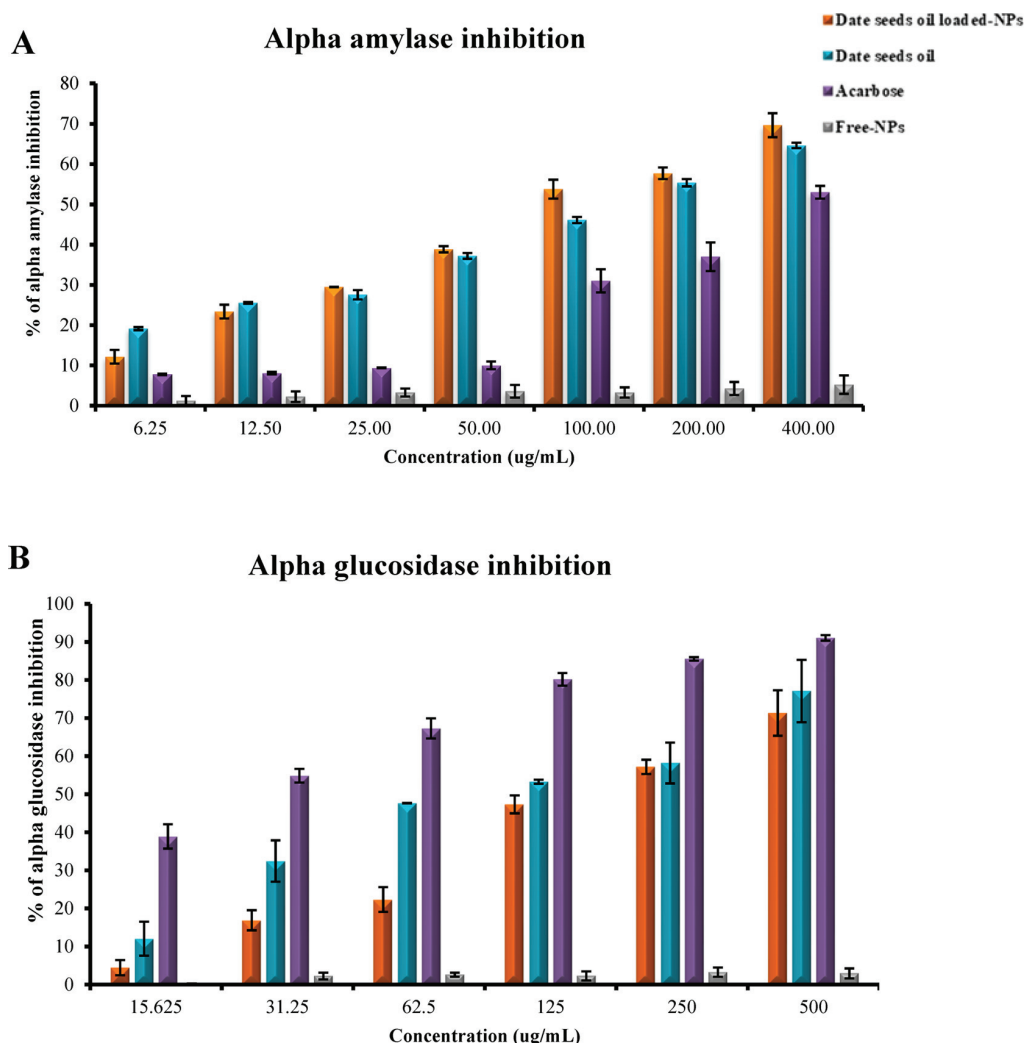 A
Alpha amylase inhibition
Date seeds oil loaded-NPs
Date seeds oil
Acarbose
Free-NPs
% of alpha amylase inhibition
80
70
60
50
40
30
20
10
0
6.25 12.50 25.00 50.00 100.00 200.00 400.00
Concentration (ug/mL)
B
Alpha glucosidase inhibition
% of alpha glucosidase inhibition
100
90
80
70
60
50
40
30
20
10
0
15.625 31.25 62.5 125 250 500
Concentration (ug/mL)